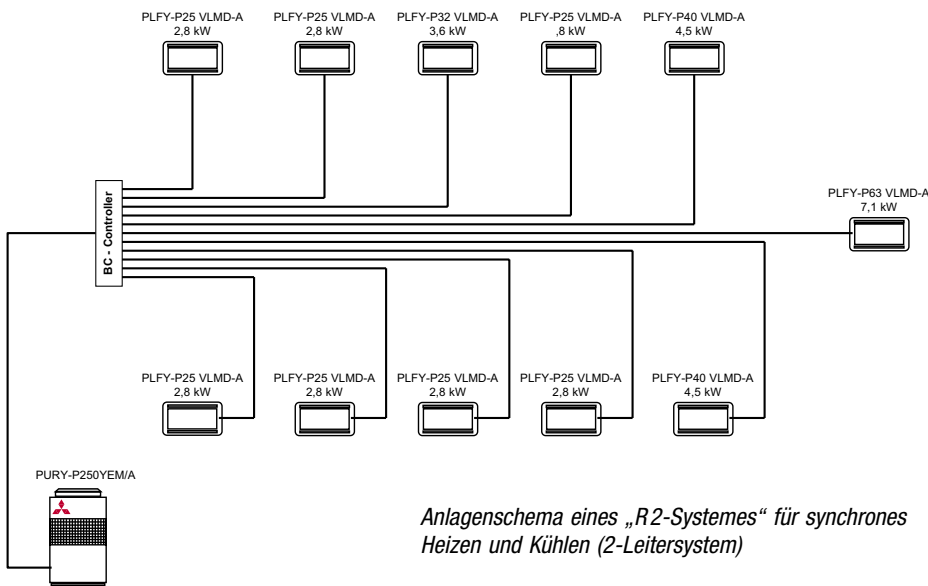 PLFY-P25 VLMD-A
2,8 kW
PLFY-P25 VLMD-A
2,8 kW
PLFY-P32 VLMD-A
3,6 kW
PLFY-P25 VLMD-A
,8 kW
PLFY-P40 VLMD-A
4,5 kW
BC - Controller
PLFY-P63 VLMD-A
7,1 kW
PLFY-P25 VLMD-A
2,8 kW
PLFY-P25 VLMD-A
2,8 kW
PLFY-P25 VLMD-A
2,8 kW
PLFY-P25 VLMD-A
2,8 kW
PLFY-P40 VLMD-A
4,5 kW
PURY-P250YEM/A
Anlagenschema eines „R2-Systemes“ für synchrones
Heizen und Kühlen (2-Leitersystem)